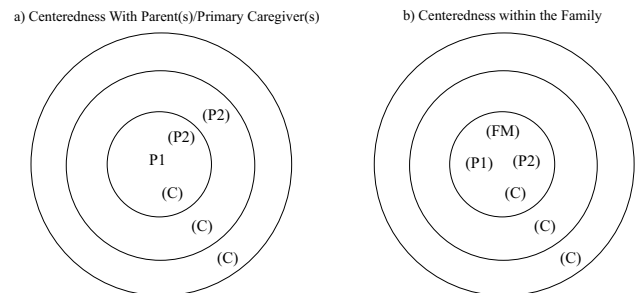 a) Centeredness With Parent(s)/Primary Caregiver(s)
(P2)
(P2)
P1
(C)
(C)
(C)
b) Centeredness within the Family
(FM)
(P1) (P2)
(C)
(C)
(C)